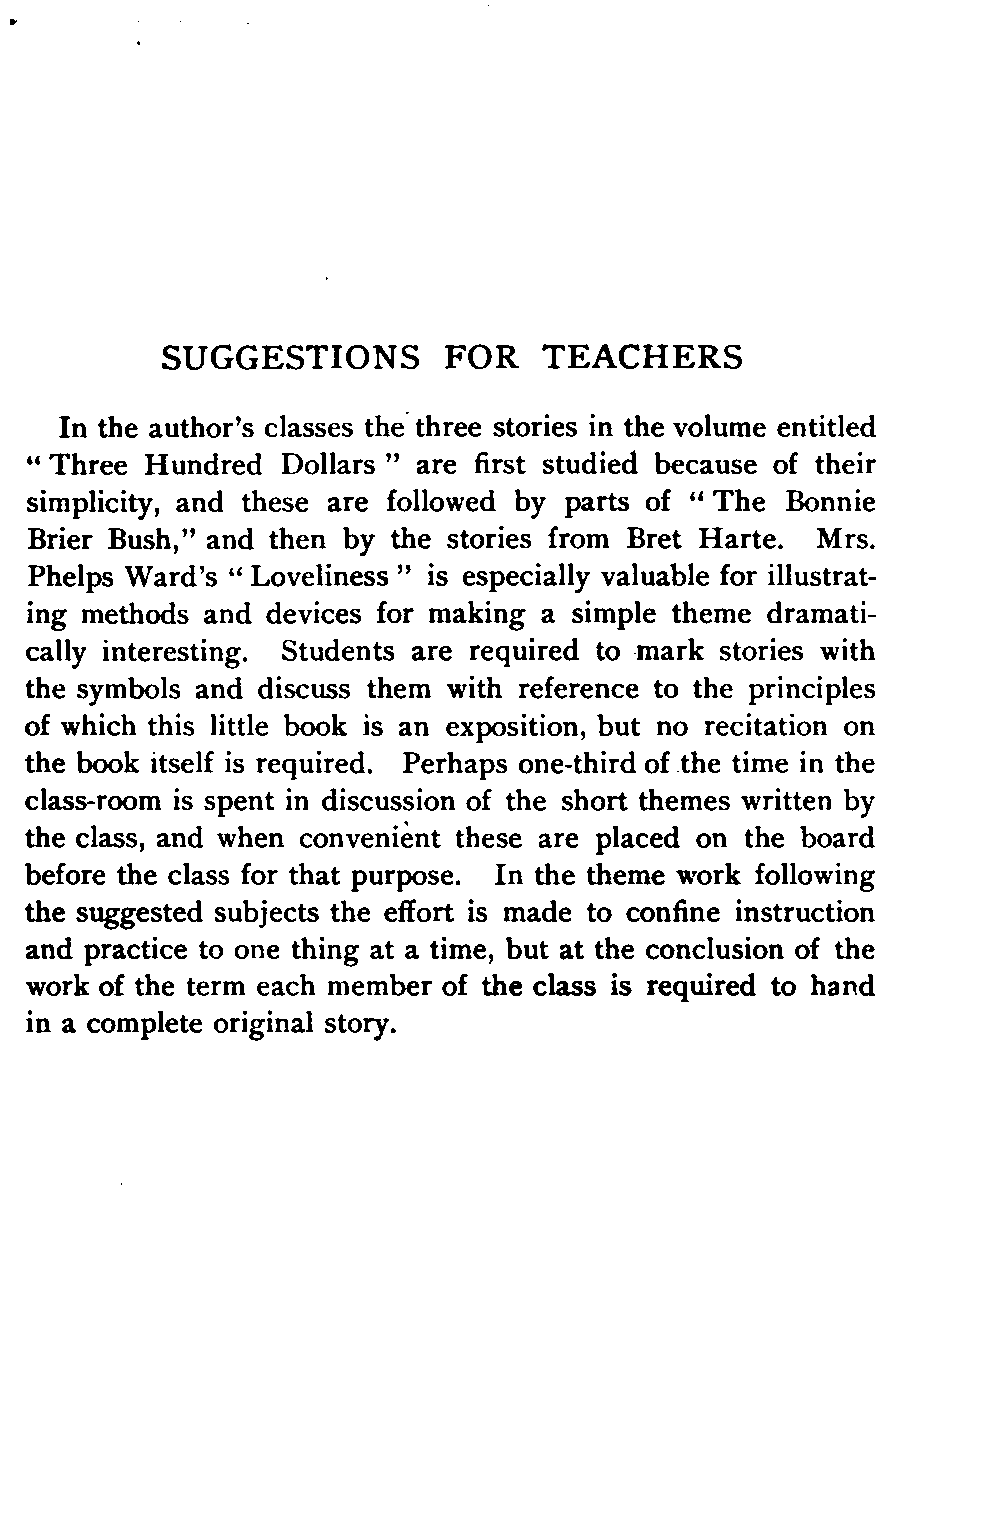 SUGGESTIONS FOR TEACHERS
In the author's classes the three stories in the volume entitled
" Three Hundred Dollars " are first studied because of their
simplicity, and these are followed by parts of " The Bonnie
Brier Bush," and then by the stories from Bret Harte. Mrs.
Phelps Ward's " Loveliness " is especially valuable for illustrat-
ing methods and devices for making a simple theme dramati-
cally interesting. Students are required to mark stories with
the symbols and discuss them with reference to the principles
of which this little book is an exposition, but no recitation on
the book itself is required. Perhaps one-third of the time in the
class-room is spent in discussion of the short themes written by
the class, and when convenient these are placed on the board
before the class for that purpose. In the theme work following
the suggested subjects the effort is made to confine instruction
and practice to one thing at a time, but at the conclusion of the
work of the term each member of the class is required to hand
in a complete original story.